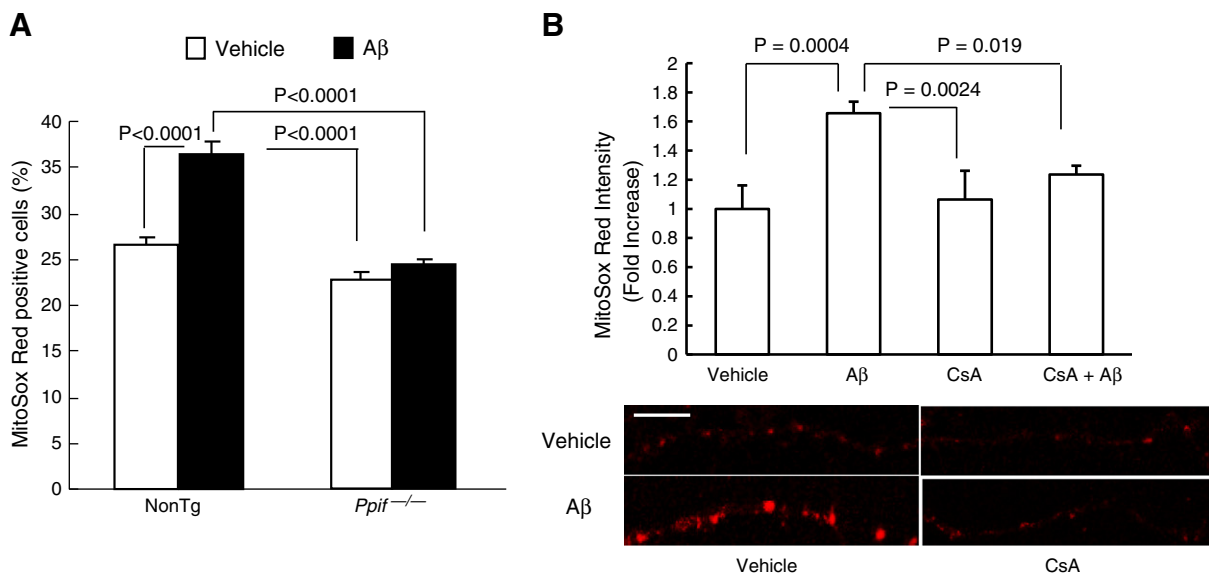 A
Vehicle Aβ
P<0.0001
P<0.0001 P<0.0001
MitoSox Red positive cells (%)
40
35
30
25
20
15
10
5
0
NonTg Ppif —/—
B
P = 0.0004 P = 0.019
P = 0.0024
MitoSox Red Intensity
(Fold Increase)
2
1.8
1.6
1.4
1.2
1
0.8
0.6
0.4
0.2
0
Vehicle Aβ CsA CsA + Aβ
Vehicle
Aβ
Vehicle CsA